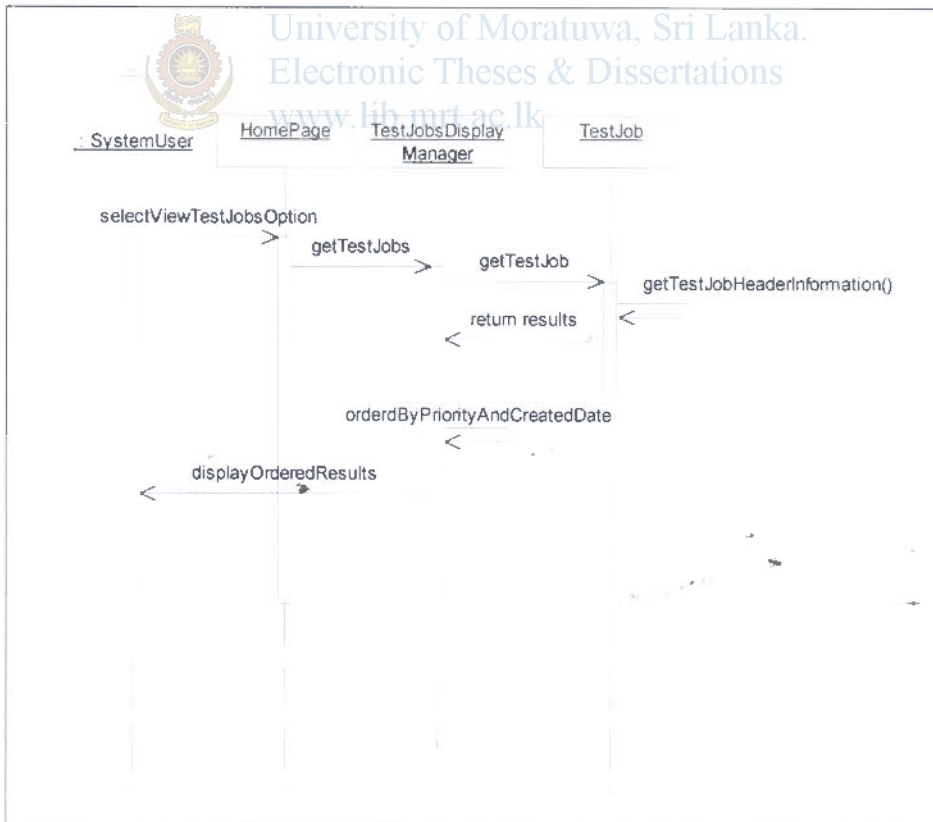 University of Moratuwa, Sri Lanka.
Electronic Theses & Dissertations
www.lib.mrt.ac.lk
: SystemUser
HomePage
TestJobsDisplay
Manager
TestJob
selectViewTestJobsOption
getTestJobs
getTestJob
getTestJobHeaderInformation()
return results
orderdByPriorityAndCreatedDate
displayOrderedResults